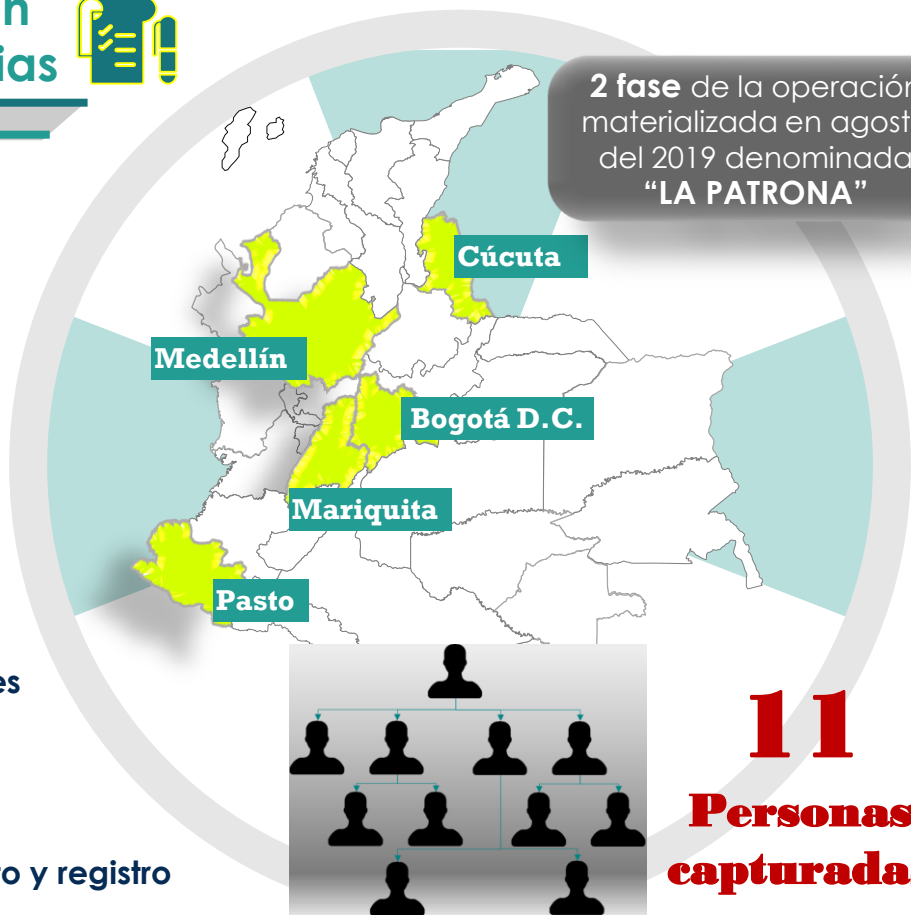 n
ias
2 fase de la operación
materializada en agost
del 2019 denominada
“LA PATRONA”
Cúcuta
Medellín
Bogotá D.C.
Mariquita
Pasto
es
11
Personas
capturada
o y registro